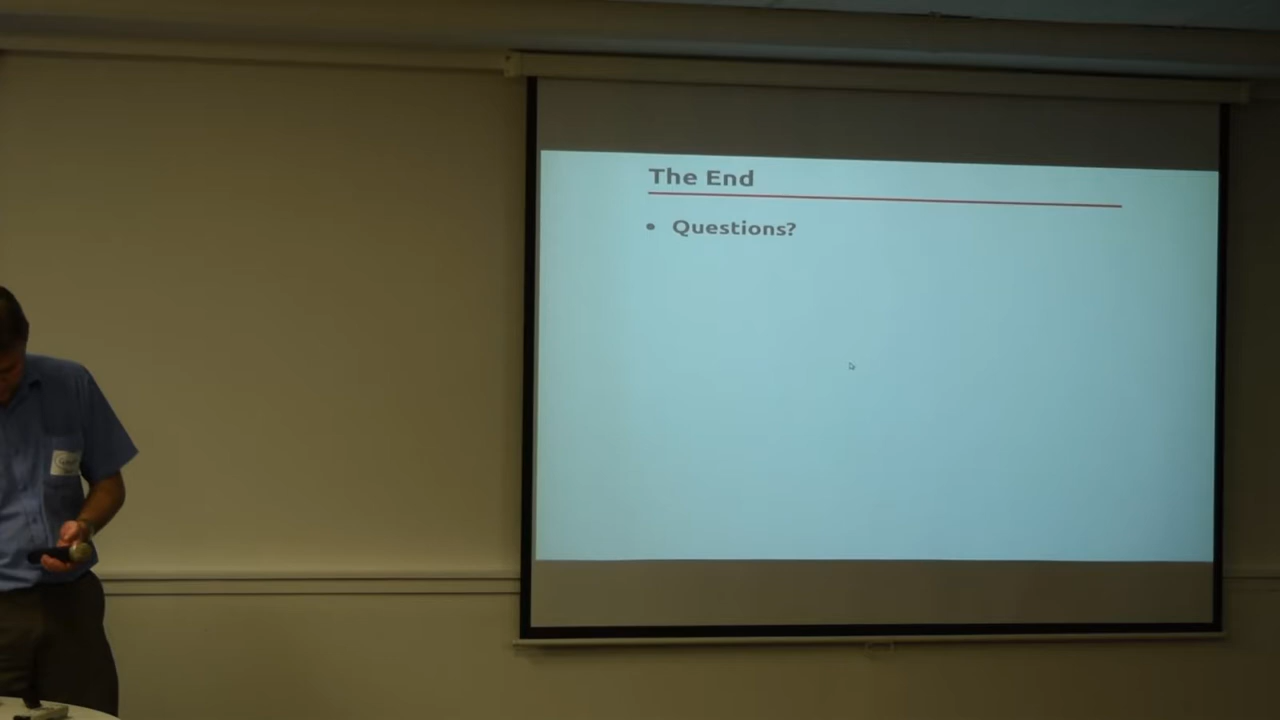 The End
• Questions?